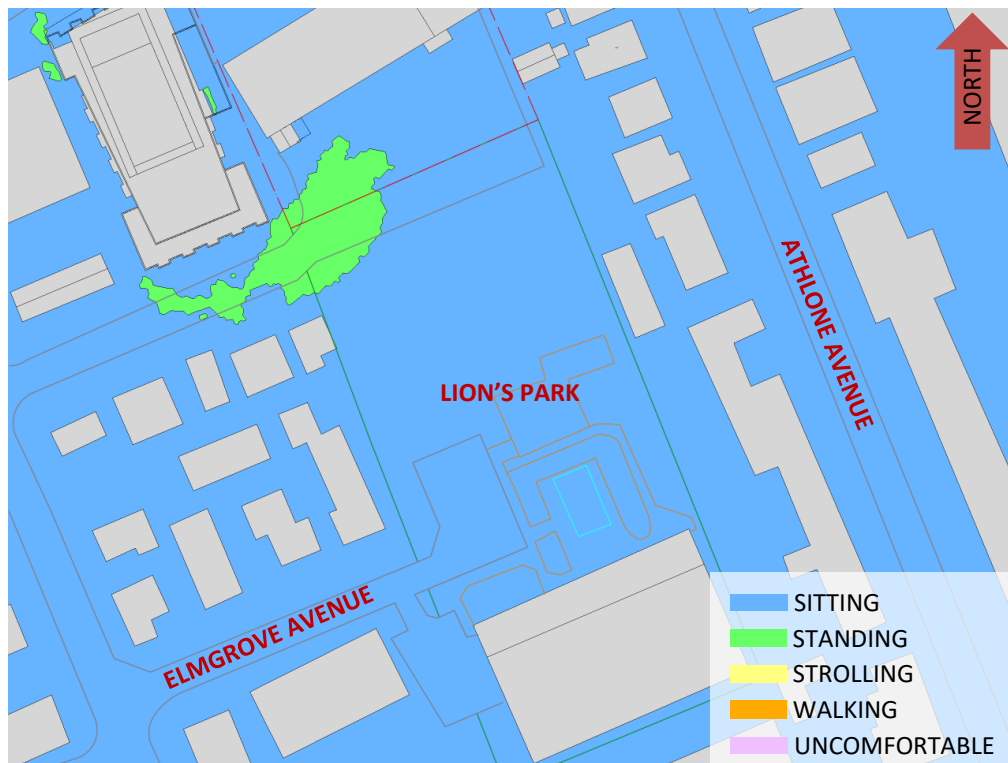 NORTH
ATHLONE AVENUE
LION'S PARK
ELMGROVE AVENUE
SITTING
STANDING
STROLLING
WALKING
UNCOMFORTABLE